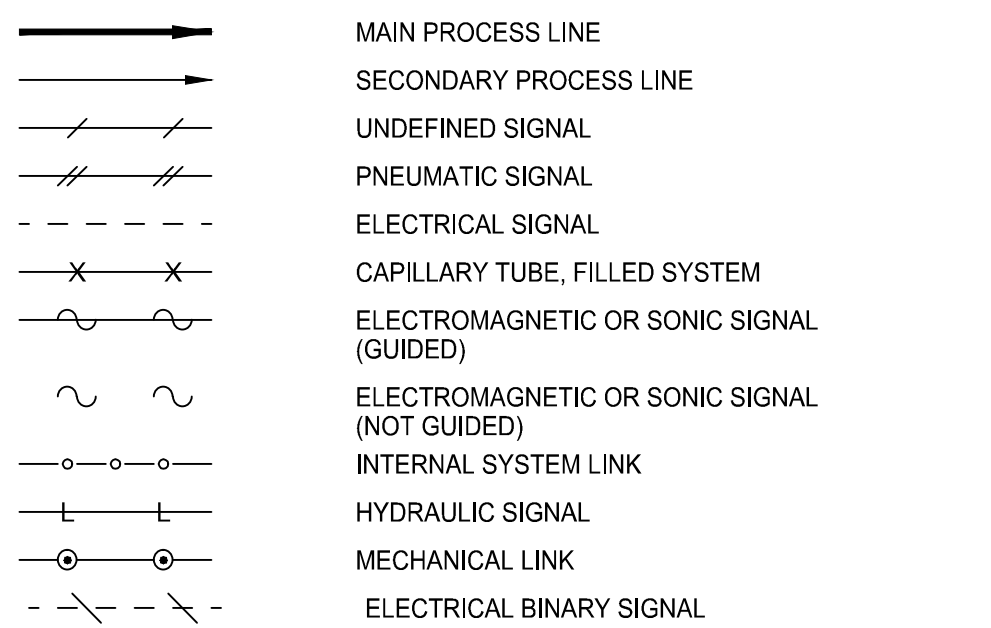 MAIN PROCESS LINE
SECONDARY PROCESS LINE
UNDEFINED SIGNAL
PNEUMATIC SIGNAL
ELECTRICAL SIGNAL
X X CAPILLARY TUBE, FILLED SYSTEM
ELECTROMAGNETIC OR SONIC SIGNAL
(GUIDED)
ELECTROMAGNETIC OR SONIC SIGNAL
(NOT GUIDED)
INTERNAL SYSTEM LINK
L L HYDRAULIC SIGNAL
MECHANICAL LINK
ELECTRICAL BINARY SIGNAL